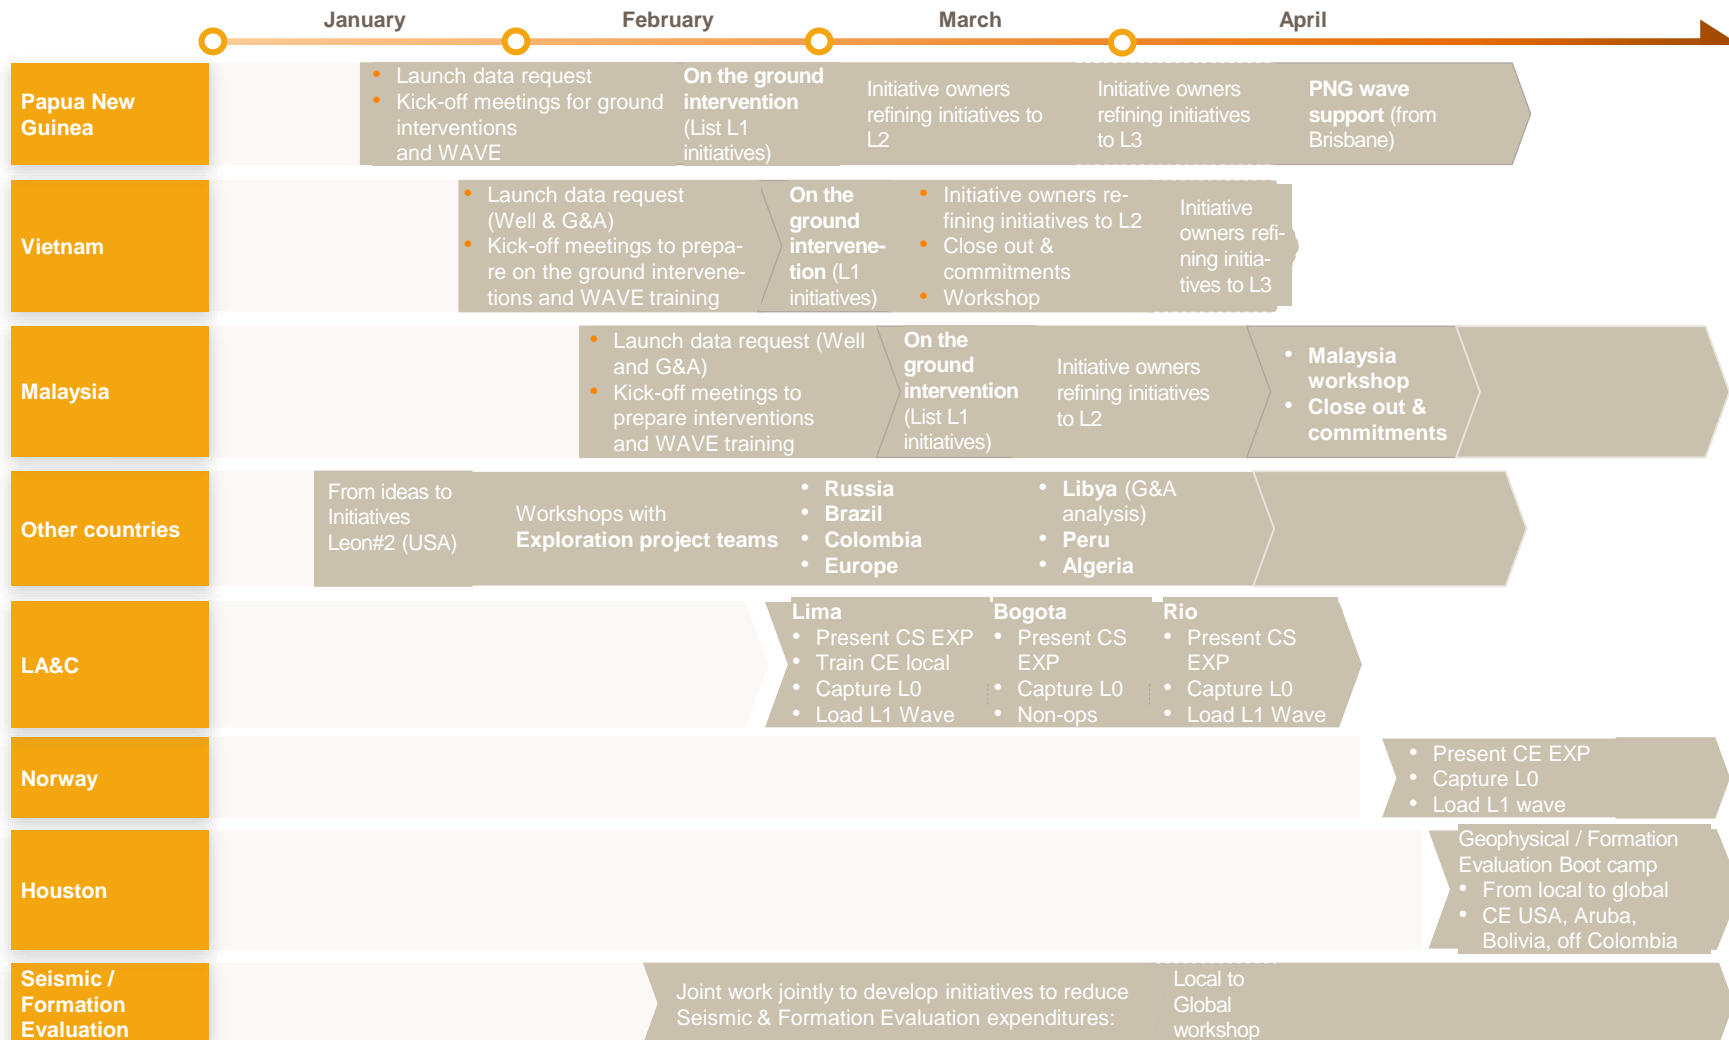 January
February
March
April
Papua New
Guinea
• Launch data request
• Kick-off meetings for ground
interventions
and WAVE
On the ground
intervention
(List L1
initiatives)
Initiative owners
refining initiatives to
L2
Initiative owners
refining initiatives
to L3
PNG wave
support (from
Brisbane)
Vietnam
• Launch data request
(Well & G&A)
• Kick-off meetings to prepa-
re on the ground intervene-
tions and WAVE training
On the
ground
intervene-
tion (L1
initiatives)
• Initiative owners re-
fining initiatives to L2
• Close out &
commitments
• Workshop
Initiative
owners refi-
ning initia-
tives to L3
Malaysia
• Launch data request (Well
and G&A)
• Kick-off meetings to
prepare interventions
and WAVE training
On the
ground
intervention
(List L1
initiatives)
Initiative owners
refining initiatives
to L2
• Malaysia
workshop
• Close out &
commitments
Other countries
From ideas to
Initiatives
Leon#2 (USA)
Workshops with
Exploration project teams
• Russia
• Brazil
• Colombia
• Europe
• Libya (G&A
analysis)
• Peru
• Algeria
LA&C
Lima
• Present CS EXP
• Train CE local
• Capture L0
• Load L1 Wave
Bogota
• Present CS
EXP
• Capture L0
• Non-ops
Rio
• Present CS
EXP
• Capture L0
• Load L1 Wave
Norway
• Present CE EXP
• Capture L0
• Load L1 wave
Houston
Geophysical / Formation
Evaluation Boot camp
• From local to global
• CE USA, Aruba,
Bolivia, off Colombia
Seismic /
Formation
Evaluation
Joint work jointly to develop initiatives to reduce
Seismic & Formation Evaluation expenditures:
Local to
Global
workshop